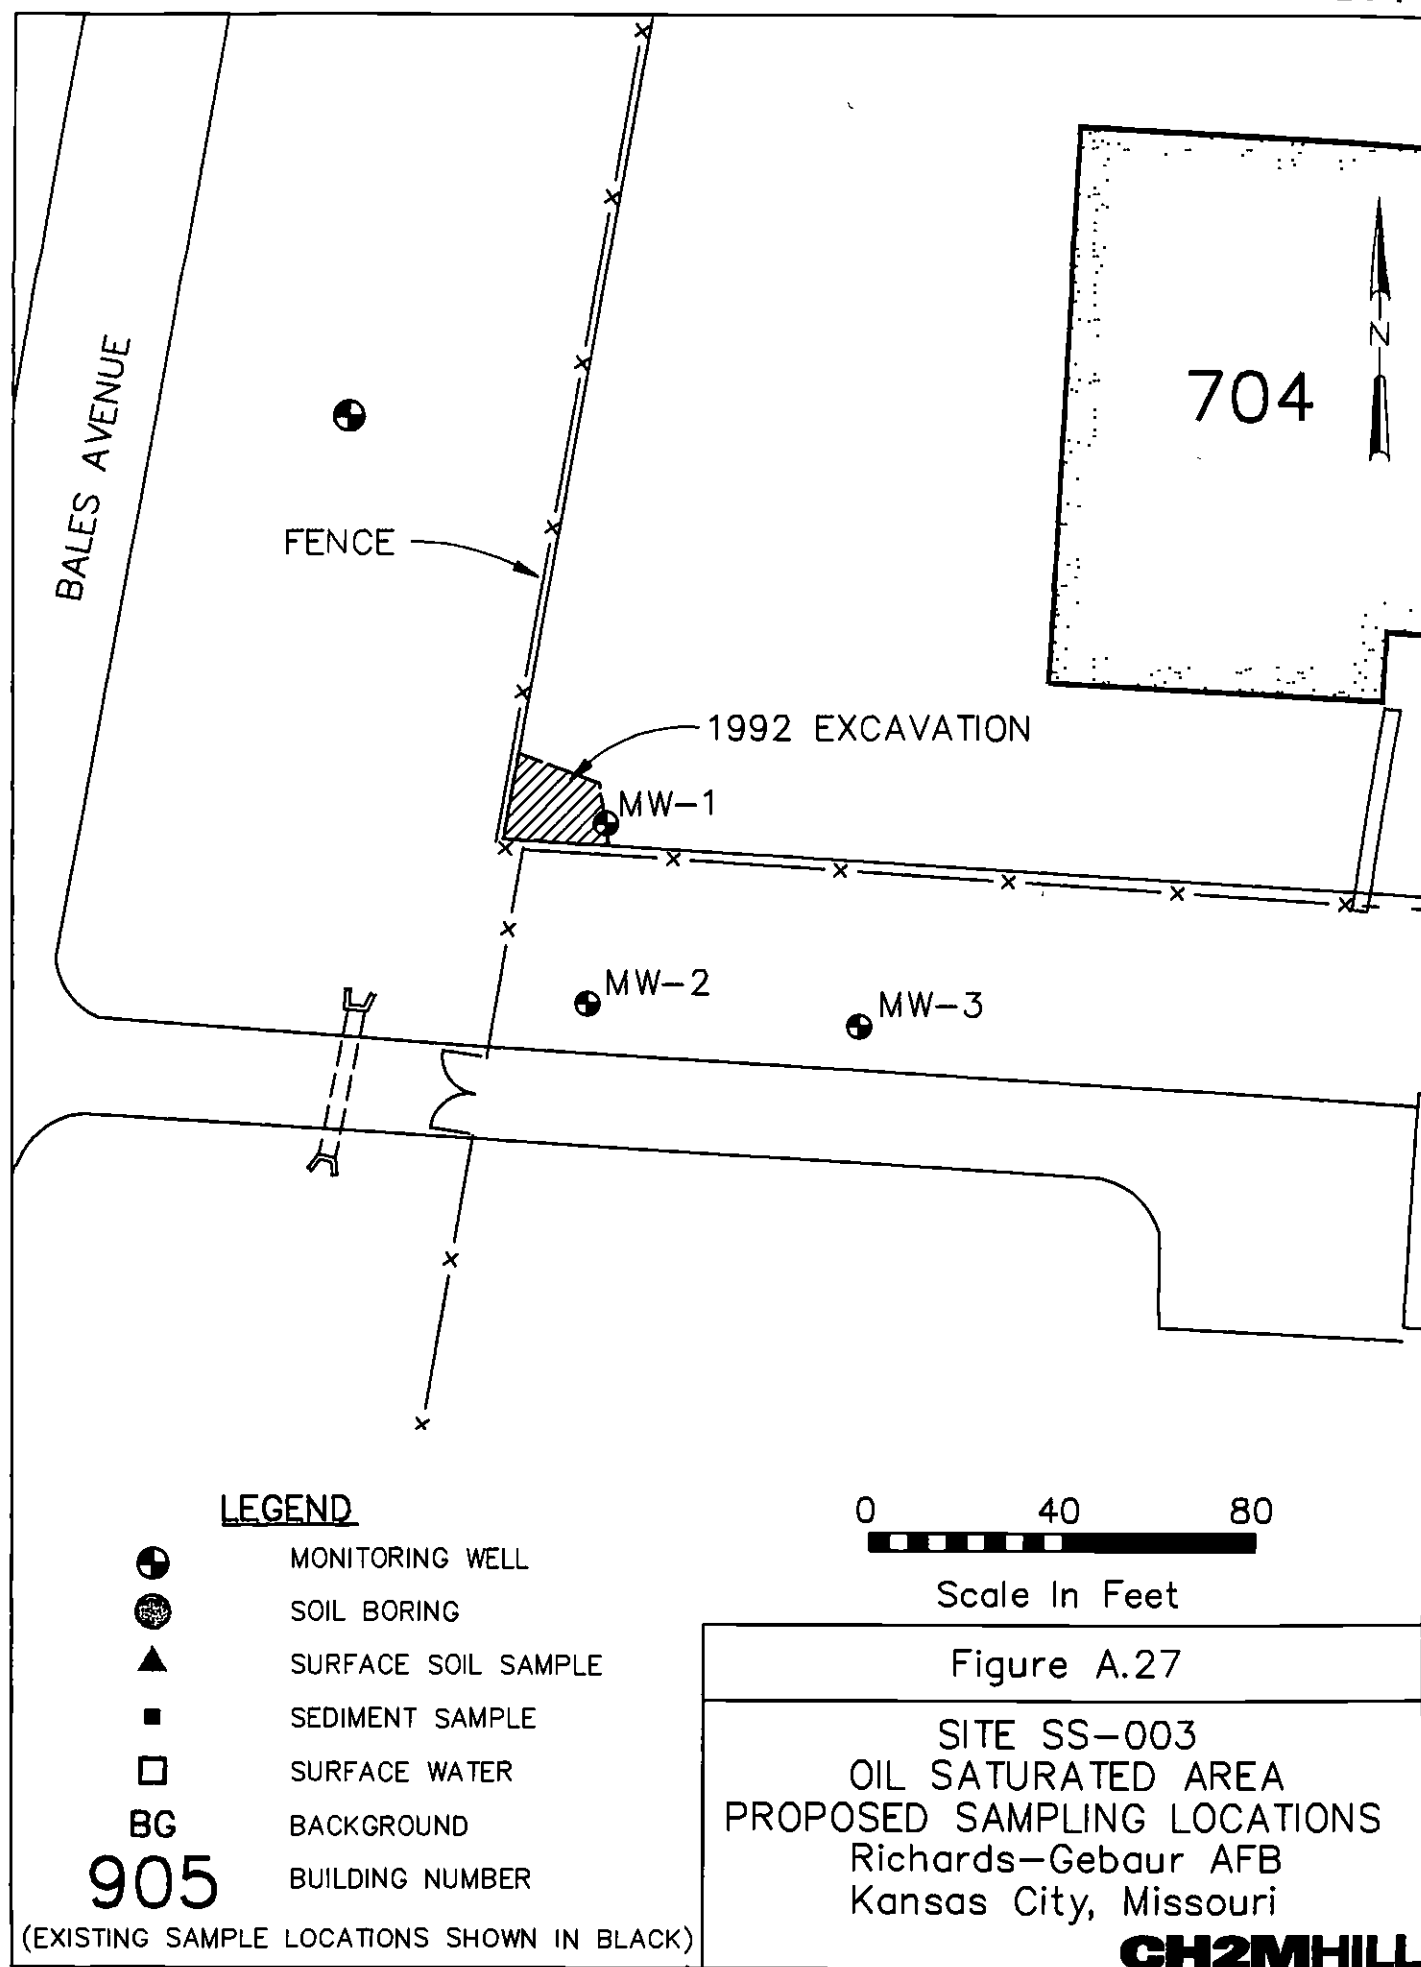 BALES AVENUE
704
N
FENCE
1992 EXCAVATION
MW-1
MW-2
MW-3
LEGEND
MONITORING WELL
SOIL BORING
SURFACE SOIL SAMPLE
SEDIMENT SAMPLE
SURFACE WATER
BG BACKGROUND
905 BUILDING NUMBER
(EXISTING SAMPLE LOCATIONS SHOWN IN BLACK)
0 40 80
Scale In Feet
Figure A.27
SITE SS-003
OIL SATURATED AREA
PROPOSED SAMPLING LOCATIONS
Richards-Gebaur AFB
Kansas City, Missouri
CH2MHILL